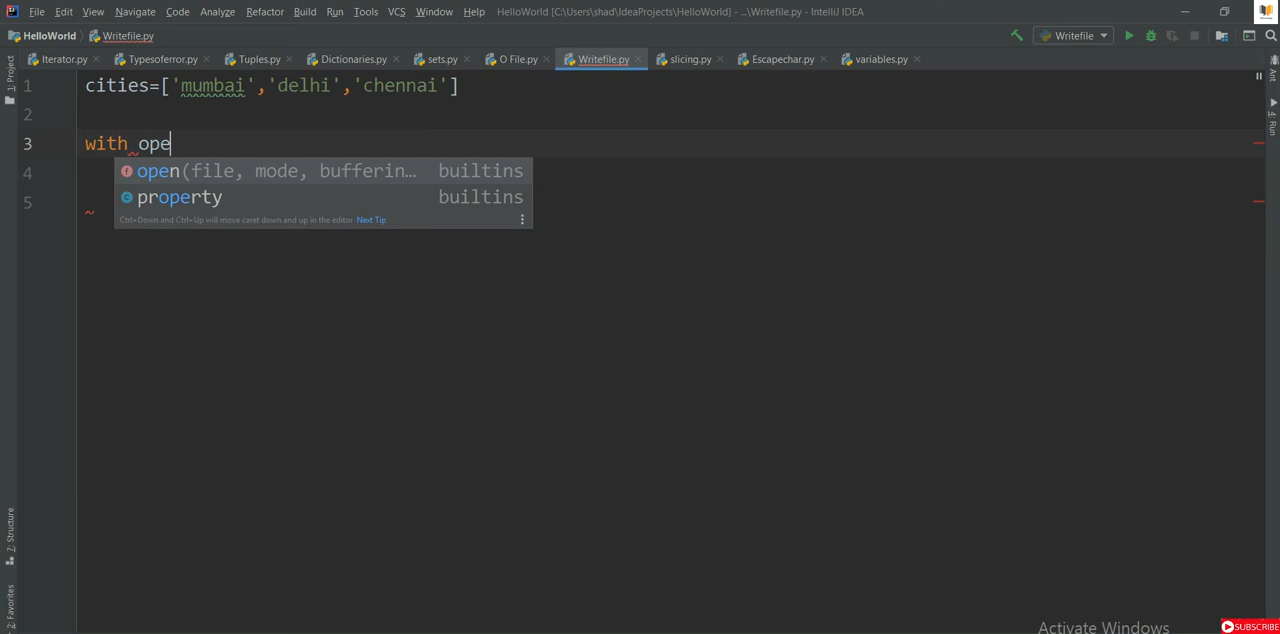 File Edit View Navigate Code Analyze Refactor Build Run Tools VCS Window Help HelloWorld [C:\Users\shad\IdeaProjects\HelloWorld] - ...\Writefile.py - IntelliJ IDEA
HelloWorld Writefile.py Writefile
Iterator.py Typesoferror.py Tuples.py Dictionaries.py sets.py O File.py Writefile.py slicing.py Escapechar.py variables.py
1: Project
Ant
4: Run
1 cities=['mumbai','delhi','chennai']
2
3 with ope
4 open(file, mode, bufferin... builtins
property builtins
5
Ctrl+Down and Ctrl+Up will move caret down and up in the editor Next Tip
7: Structure
2: Favorites
Activate Windows
SUBSCRIBE